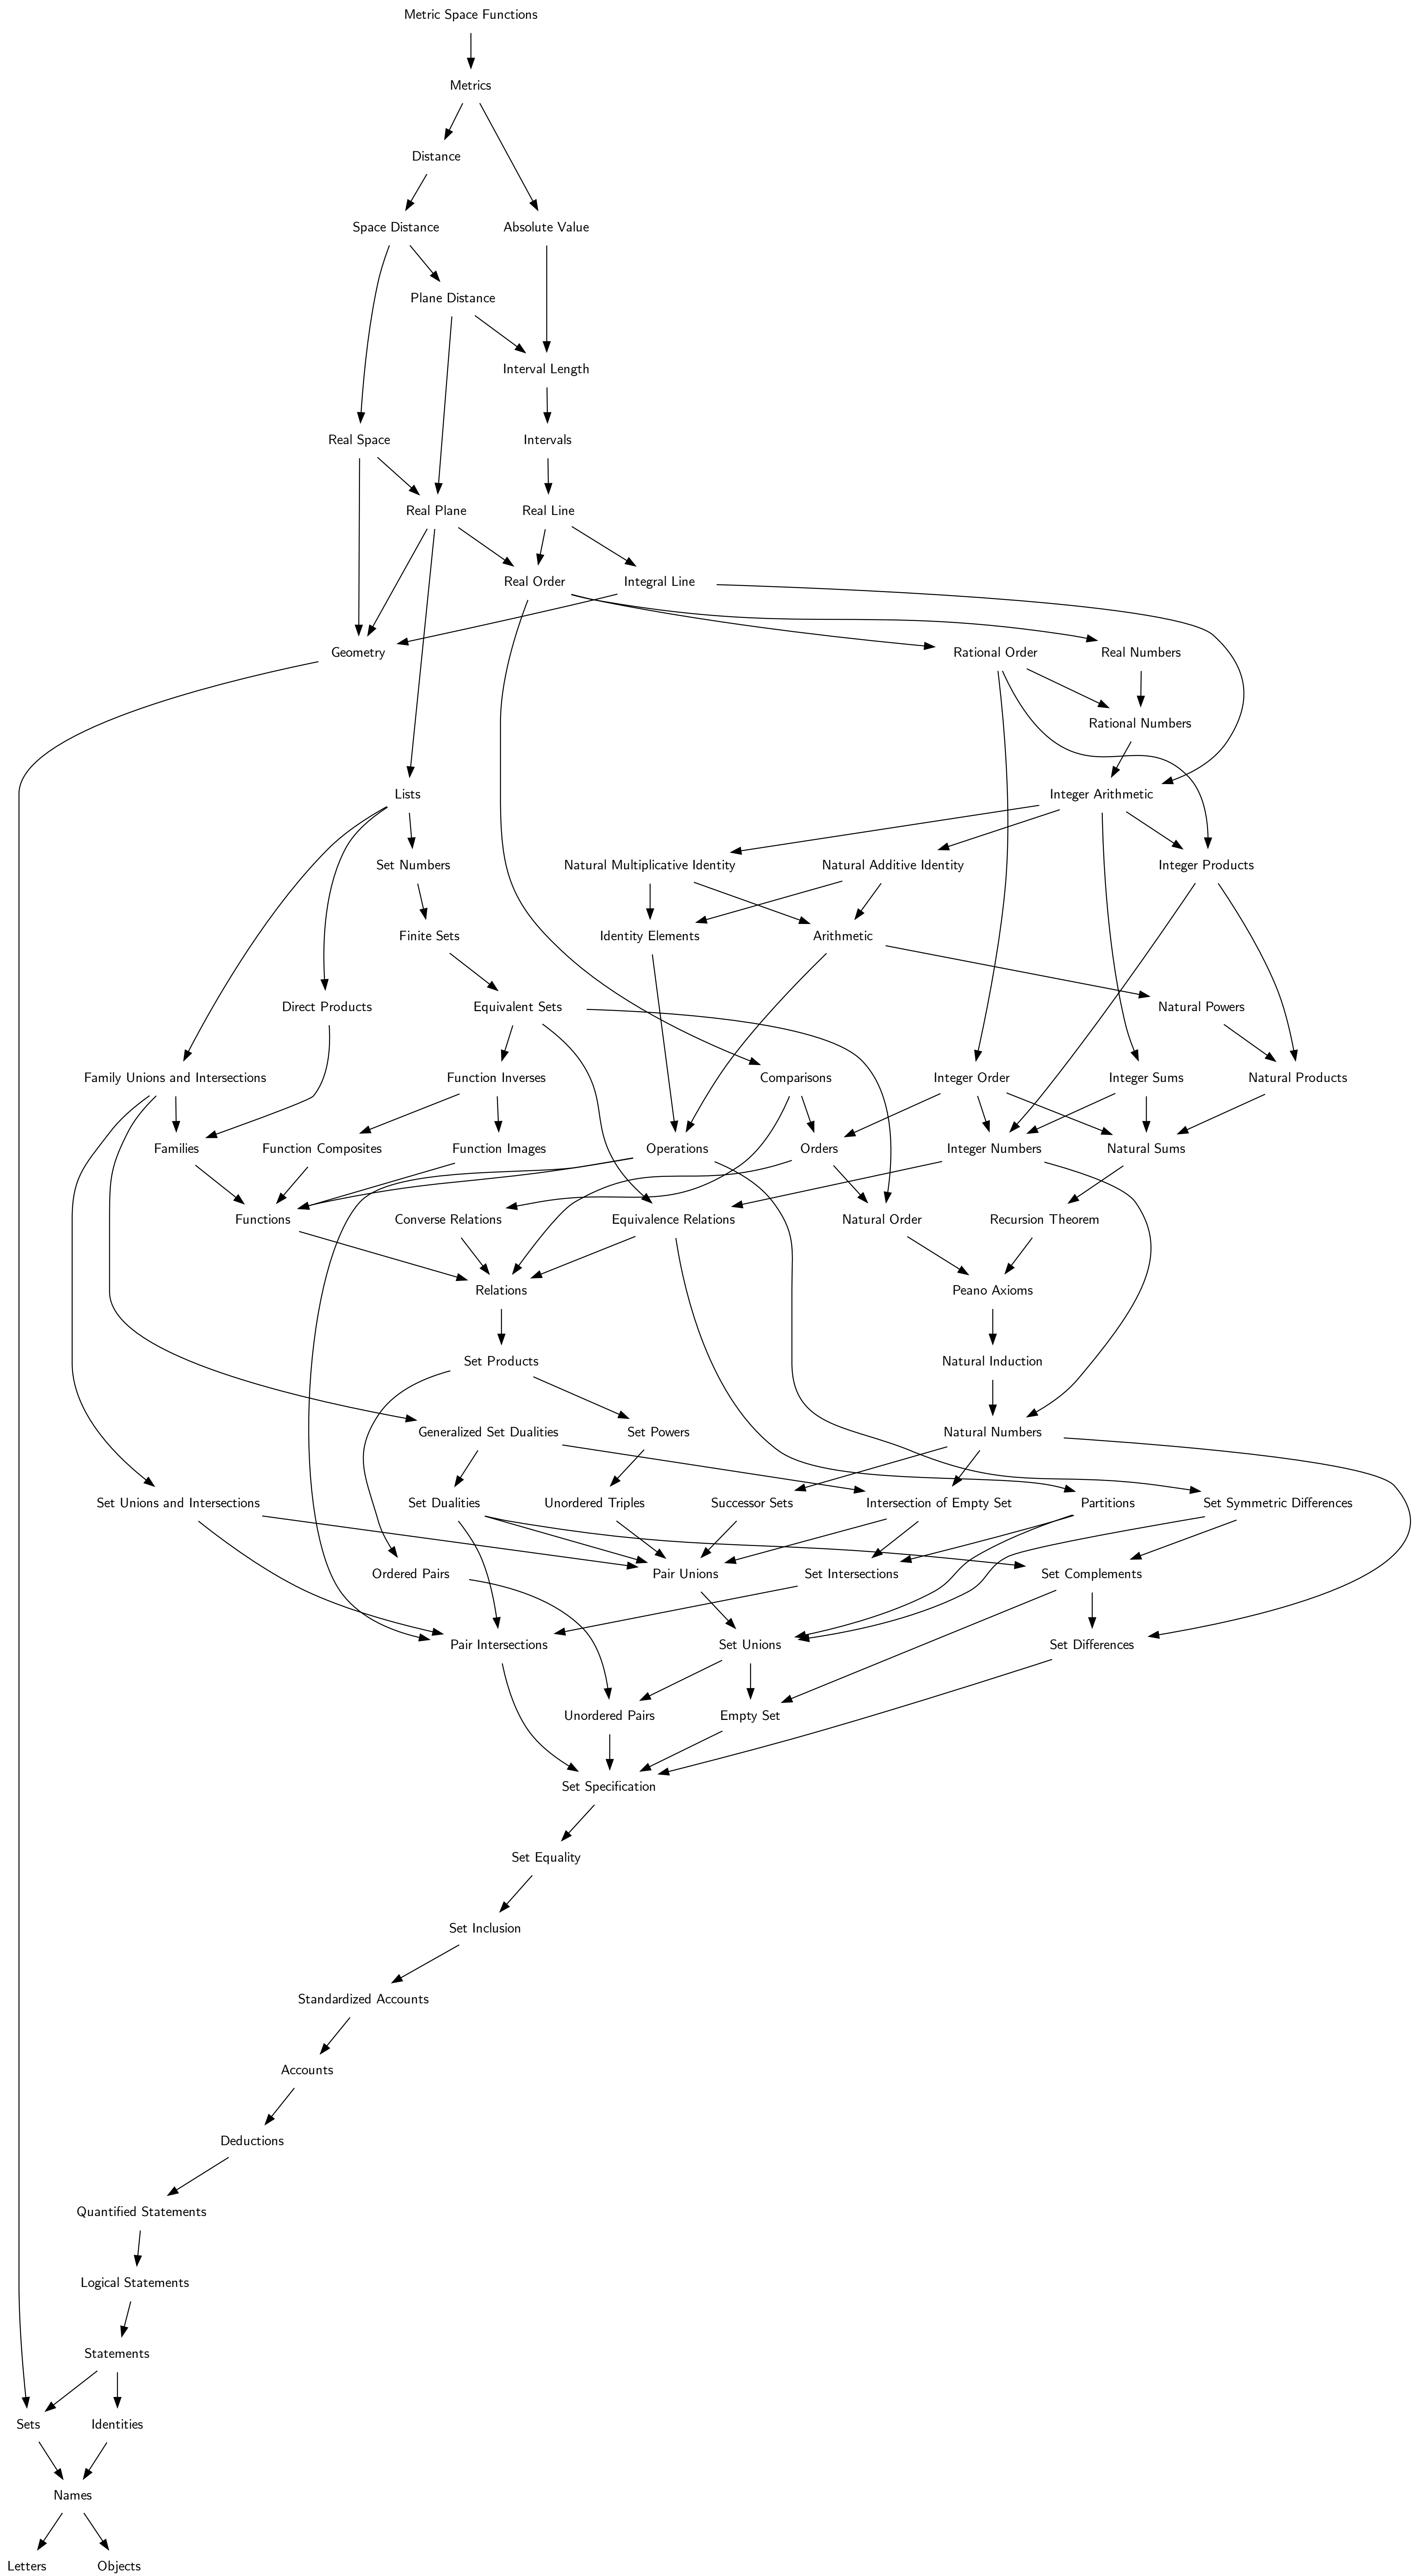 Metric Space Functions
Metrics
Distance
Space Distance
Absolute Value
Plane Distance
Interval Length
Real Space
Intervals
Real Plane
Real Line
Real Order
Integral Line
Geometry
Rational Order
Real Numbers
Rational Numbers
Lists
Integer Arithmetic
Set Numbers
Natural Multiplicative Identity
Natural Additive Identity
Integer Products
Finite Sets
Identity Elements
Arithmetic
Direct Products
Equivalent Sets
Natural Powers
Family Unions and Intersections
Function Inverses
Comparisons
Integer Order
Integer Sums
Natural Products
Families
Function Composites
Function Images
Operations
Orders
Integer Numbers
Natural Sums
Functions
Converse Relations
Equivalence Relations
Natural Order
Recursion Theorem
Relations
Peano Axioms
Set Products
Natural Induction
Generalized Set Dualities
Set Powers
Natural Numbers
Set Unions and Intersections
Set Dualities
Unordered Triples
Successor Sets
Intersection of Empty Set
Partitions
Set Symmetric Differences
Ordered Pairs
Pair Unions
Set Intersections
Set Complements
Pair Intersections
Set Unions
Set Differences
Unordered Pairs
Empty Set
Set Specification
Set Equality
Set Inclusion
Standardized Accounts
Accounts
Deductions
Quantified Statements
Logical Statements
Statements
Sets
Identities
Names
Letters
Objects